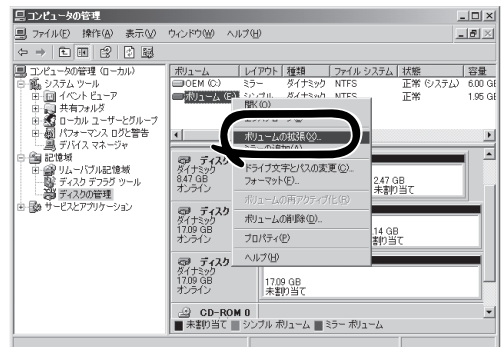 コンピュータの管理
ファイル(F) 操作(A) 表示(V) ウィンドウ(W) ヘルプ(H)
コンピュータの管理 (ローカル)
システム ツール
イベント ビューア
共有フォルダ
ローカル ユーザーとグループ
パフォーマンス ログと警告
デバイス マネージャ
記憶域
リムーバブル記憶域
ディスク デフラグ ツール
ディスクの管理
サービスとアプリケーション
ボリューム レイアウト 種類 ファイル システム 状態 容量
OEM (C:) ミラー ダイナミック NTFS 正常 (システム) 6.00 GB
ボリューム (E:) シンプル ダイナミック NTFS 正常 1.95 GB
開く(O)
ボリュームの拡張(X)...
ミラーの追加(A)...
ドライブ文字とパスの変更(C)...
フォーマット(F)...
ボリュームの再アクティブ化(R)
ボリュームの削除(D)...
プロパティ(P)
ヘルプ(H)
ディスク
ダイナミック
8.47 GB
オンライン
2.47 GB
未割り当て
ディスク
ダイナミック
17.09 GB
オンライン
.14 GB
割り当て
ディスク
ダイナミック
17.09 GB
オンライン
17.09 GB
未割り当て
CD-ROM 0
未割り当て シンプル ボリューム ミラー ボリューム